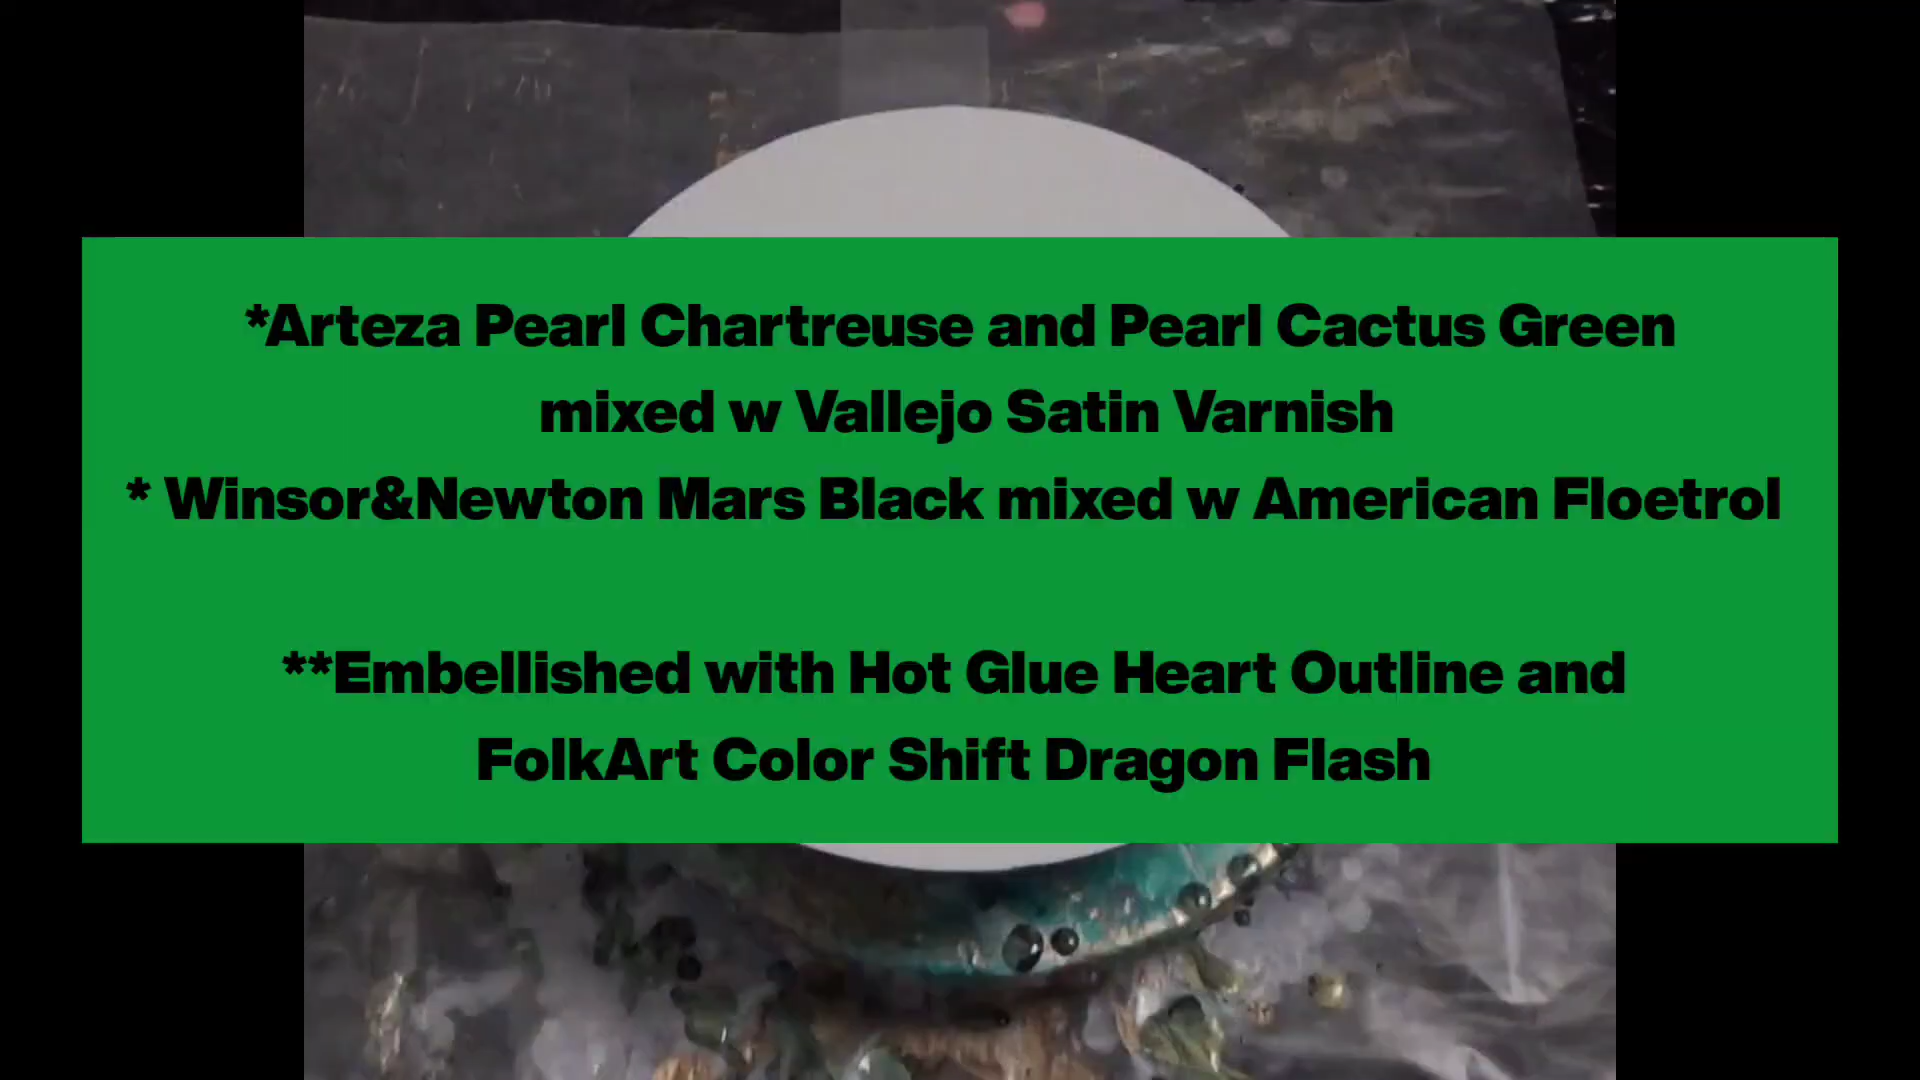 *Arteza Pearl Chartreuse and Pearl Cactus Green
mixed w Vallejo Satin Varnish
* Winsor&Newton Mars Black mixed w American Floetrol
**Embellished with Hot Glue Heart Outline and
FolkArt Color Shift Dragon Flash